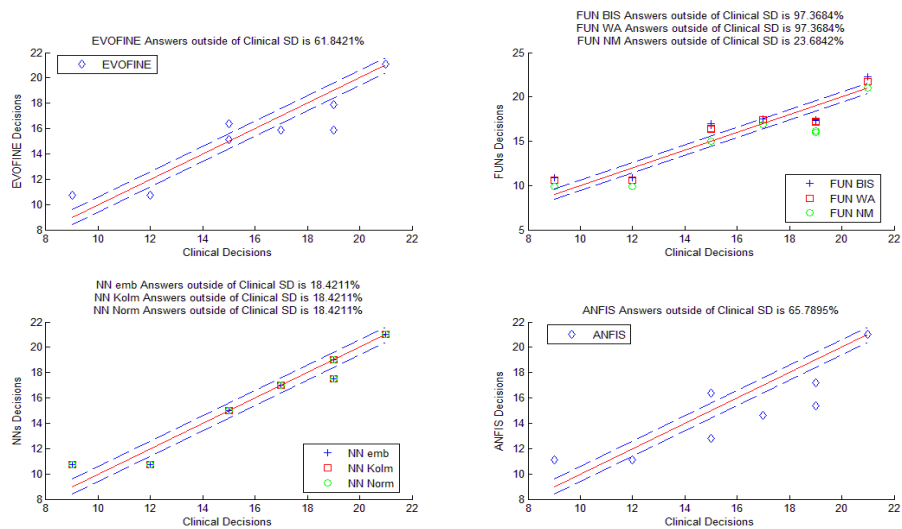 EVOFINE Answers outside of Clinical SD is 61.8421%
22
20
18
16
14
12
10
8
EVOFINE Decisions
EVOFINE
8 10 12 14 16 18 20 22
Clinical Decisions
FUN BIS Answers outside of Clinical SD is 97.3684%
FUN WA Answers outside of Clinical SD is 97.3684%
FUN NM Answers outside of Clinical SD is 23.6842%
25
20
15
10
5
FUNs Decisions
FUN BIS
FUN WA
FUN NM
8 10 12 14 16 18 20 22
Clinical Decisions
NN emb Answers outside of Clinical SD is 18.4211%
NN Kolm Answers outside of Clinical SD is 18.4211%
NN Norm Answers outside of Clinical SD is 18.4211%
22
20
18
16
14
12
10
8
NNs Decisions
NN emb
NN Kolm
NN Norm
8 10 12 14 16 18 20 22
Clinical Decisions
ANFIS Answers outside of Clinical SD is 65.7895%
22
20
18
16
14
12
10
8
ANFIS Decisions
ANFIS
8 10 12 14 16 18 20 22
Clinical Decisions